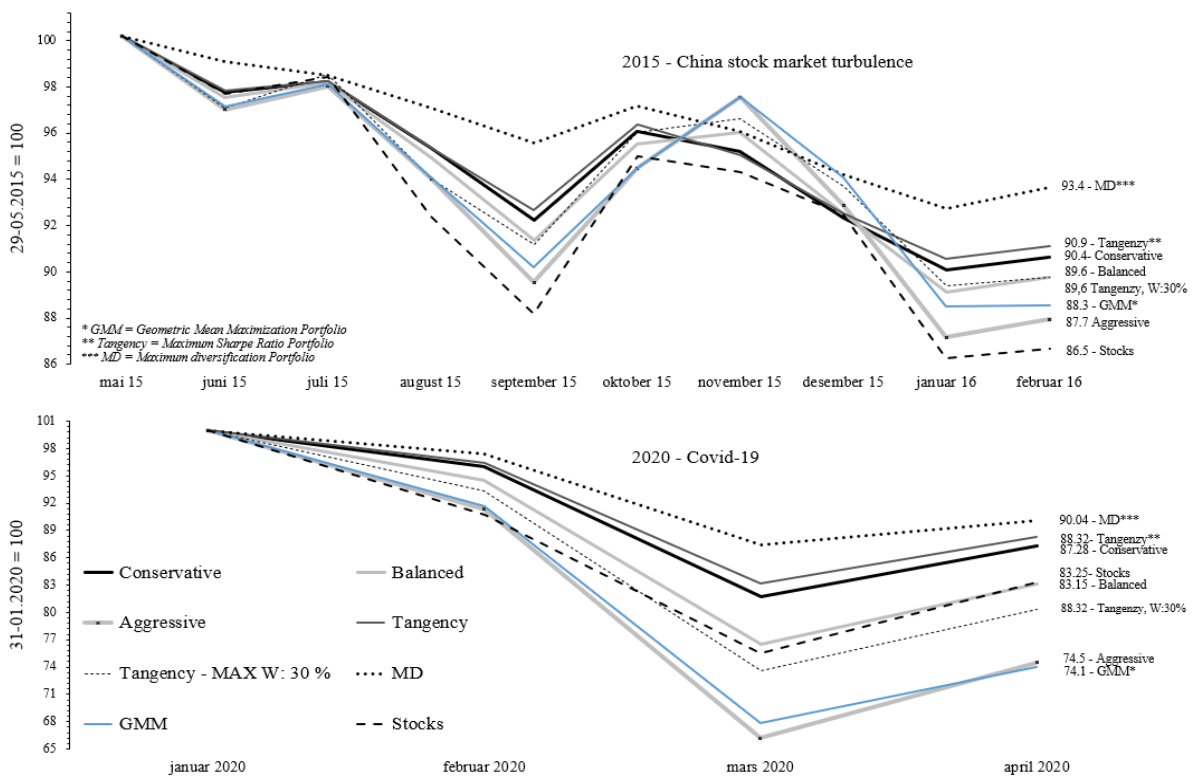 2015 - China stock market turbulence
29-05.2015 = 100
100
98
96
94
92
90
88
86
93.4 - MD***
90.9 - Tangenzy**
90.4- Conservative
89.6 - Balanced
89,6 Tangenzy, W:30%
88.3 - GMM*
87.7 Aggressive
86.5 - Stocks
* GMM = Geometric Mean Maximization Portfolio
** Tangency = Maximum Sharpe Ratio Portfolio
*** MD = Maximum diversification Portfolio
mai 15 juni 15 juli 15 august 15 september 15 oktober 15 november 15 desember 15 januar 16 februar 16
2020 - Covid-19
31-01.2020 = 100
101
98
95
92
89
86
83
80
77
74
71
68
65
90.04 - MD***
88.32- Tangenzy**
87.28 - Conservative
83.25- Stocks
83.15 - Balanced
88.32 - Tangenzy, W:30%
74.5 - Aggressive
74.1 - GMM*
Conservative Balanced
Aggressive Tangency
Tangency - MAX W: 30 % MD
GMM Stocks
januar 2020 februar 2020 mars 2020 april 2020